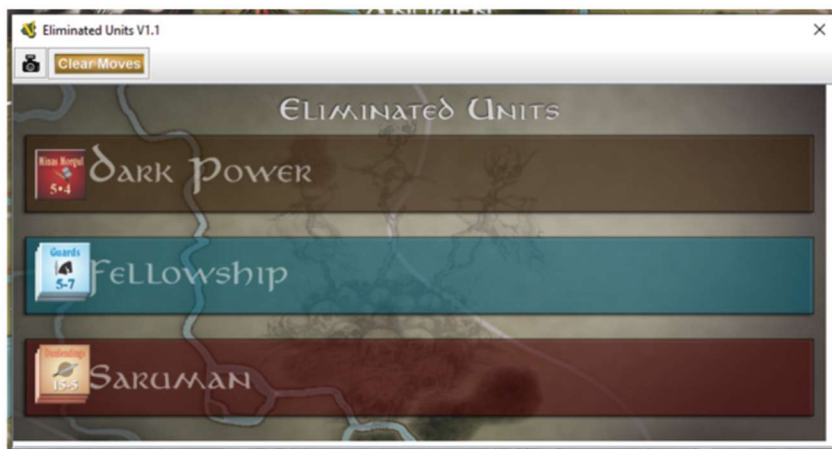 Eliminated Units V1.1
Clear Moves
Eliminated Units
Minas Morgul
5•4
Dark Power
Guards
5-7
Fellowship
Dunlendings
15-5
Saruman